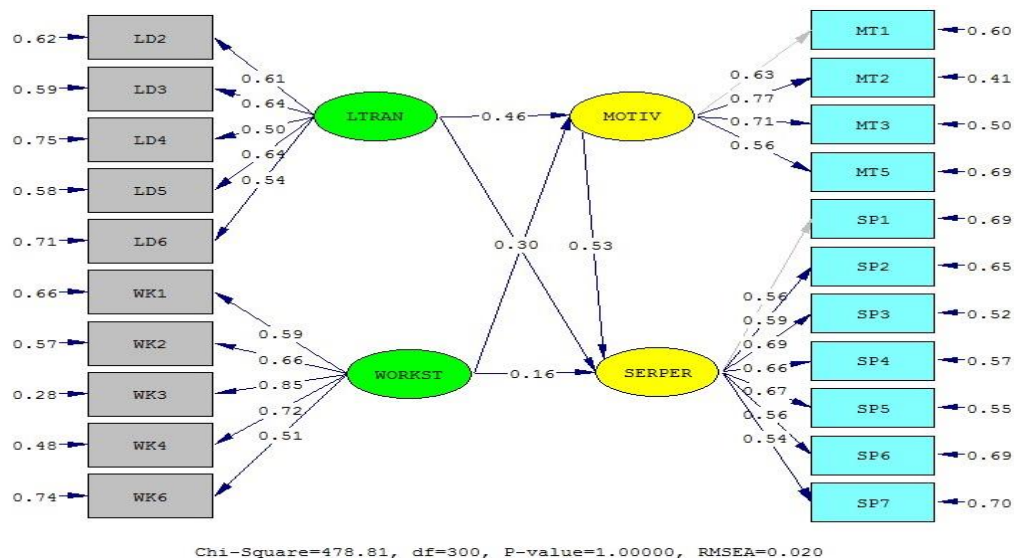 0.62 LD2
0.59 LD3
0.75 LD4
0.58 LD5
0.71 LD6
0.66 WK1
0.57 WK2
0.28 WK3
0.48 WK4
0.74 WK6
0.61
0.64
0.50
0.64
0.54
0.59
0.66
0.85
0.72
0.51
LTRAN
WORKST
0.46
0.30
0.53
0.16
MOTIV
SERPER
0.63
0.77
0.71
0.56
0.56
0.59
0.69
0.66
0.67
0.56
0.54
MT1 0.60
MT2 0.41
MT3 0.50
MT5 0.69
SP1 0.69
SP2 0.65
SP3 0.52
SP4 0.57
SP5 0.55
SP6 0.69
SP7 0.70
Chi-Square=478.81, df=300, P-value=1.00000, RMSEA=0.020